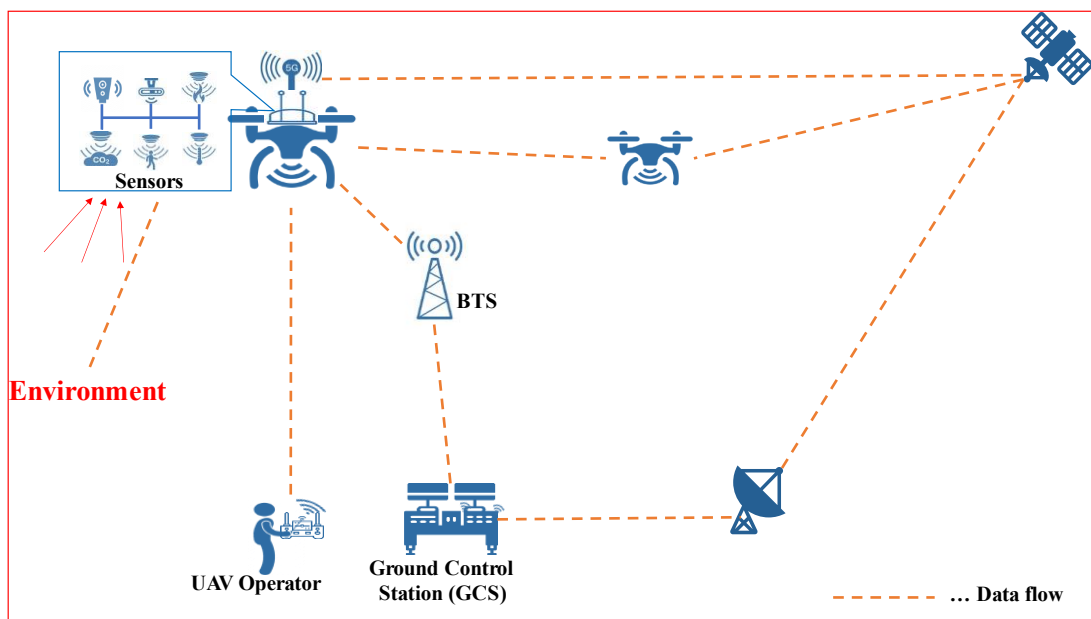 5G
CO2
Sensors
BTS
Environment
UAV Operator
Ground Control
Station (GCS)
... Data flow